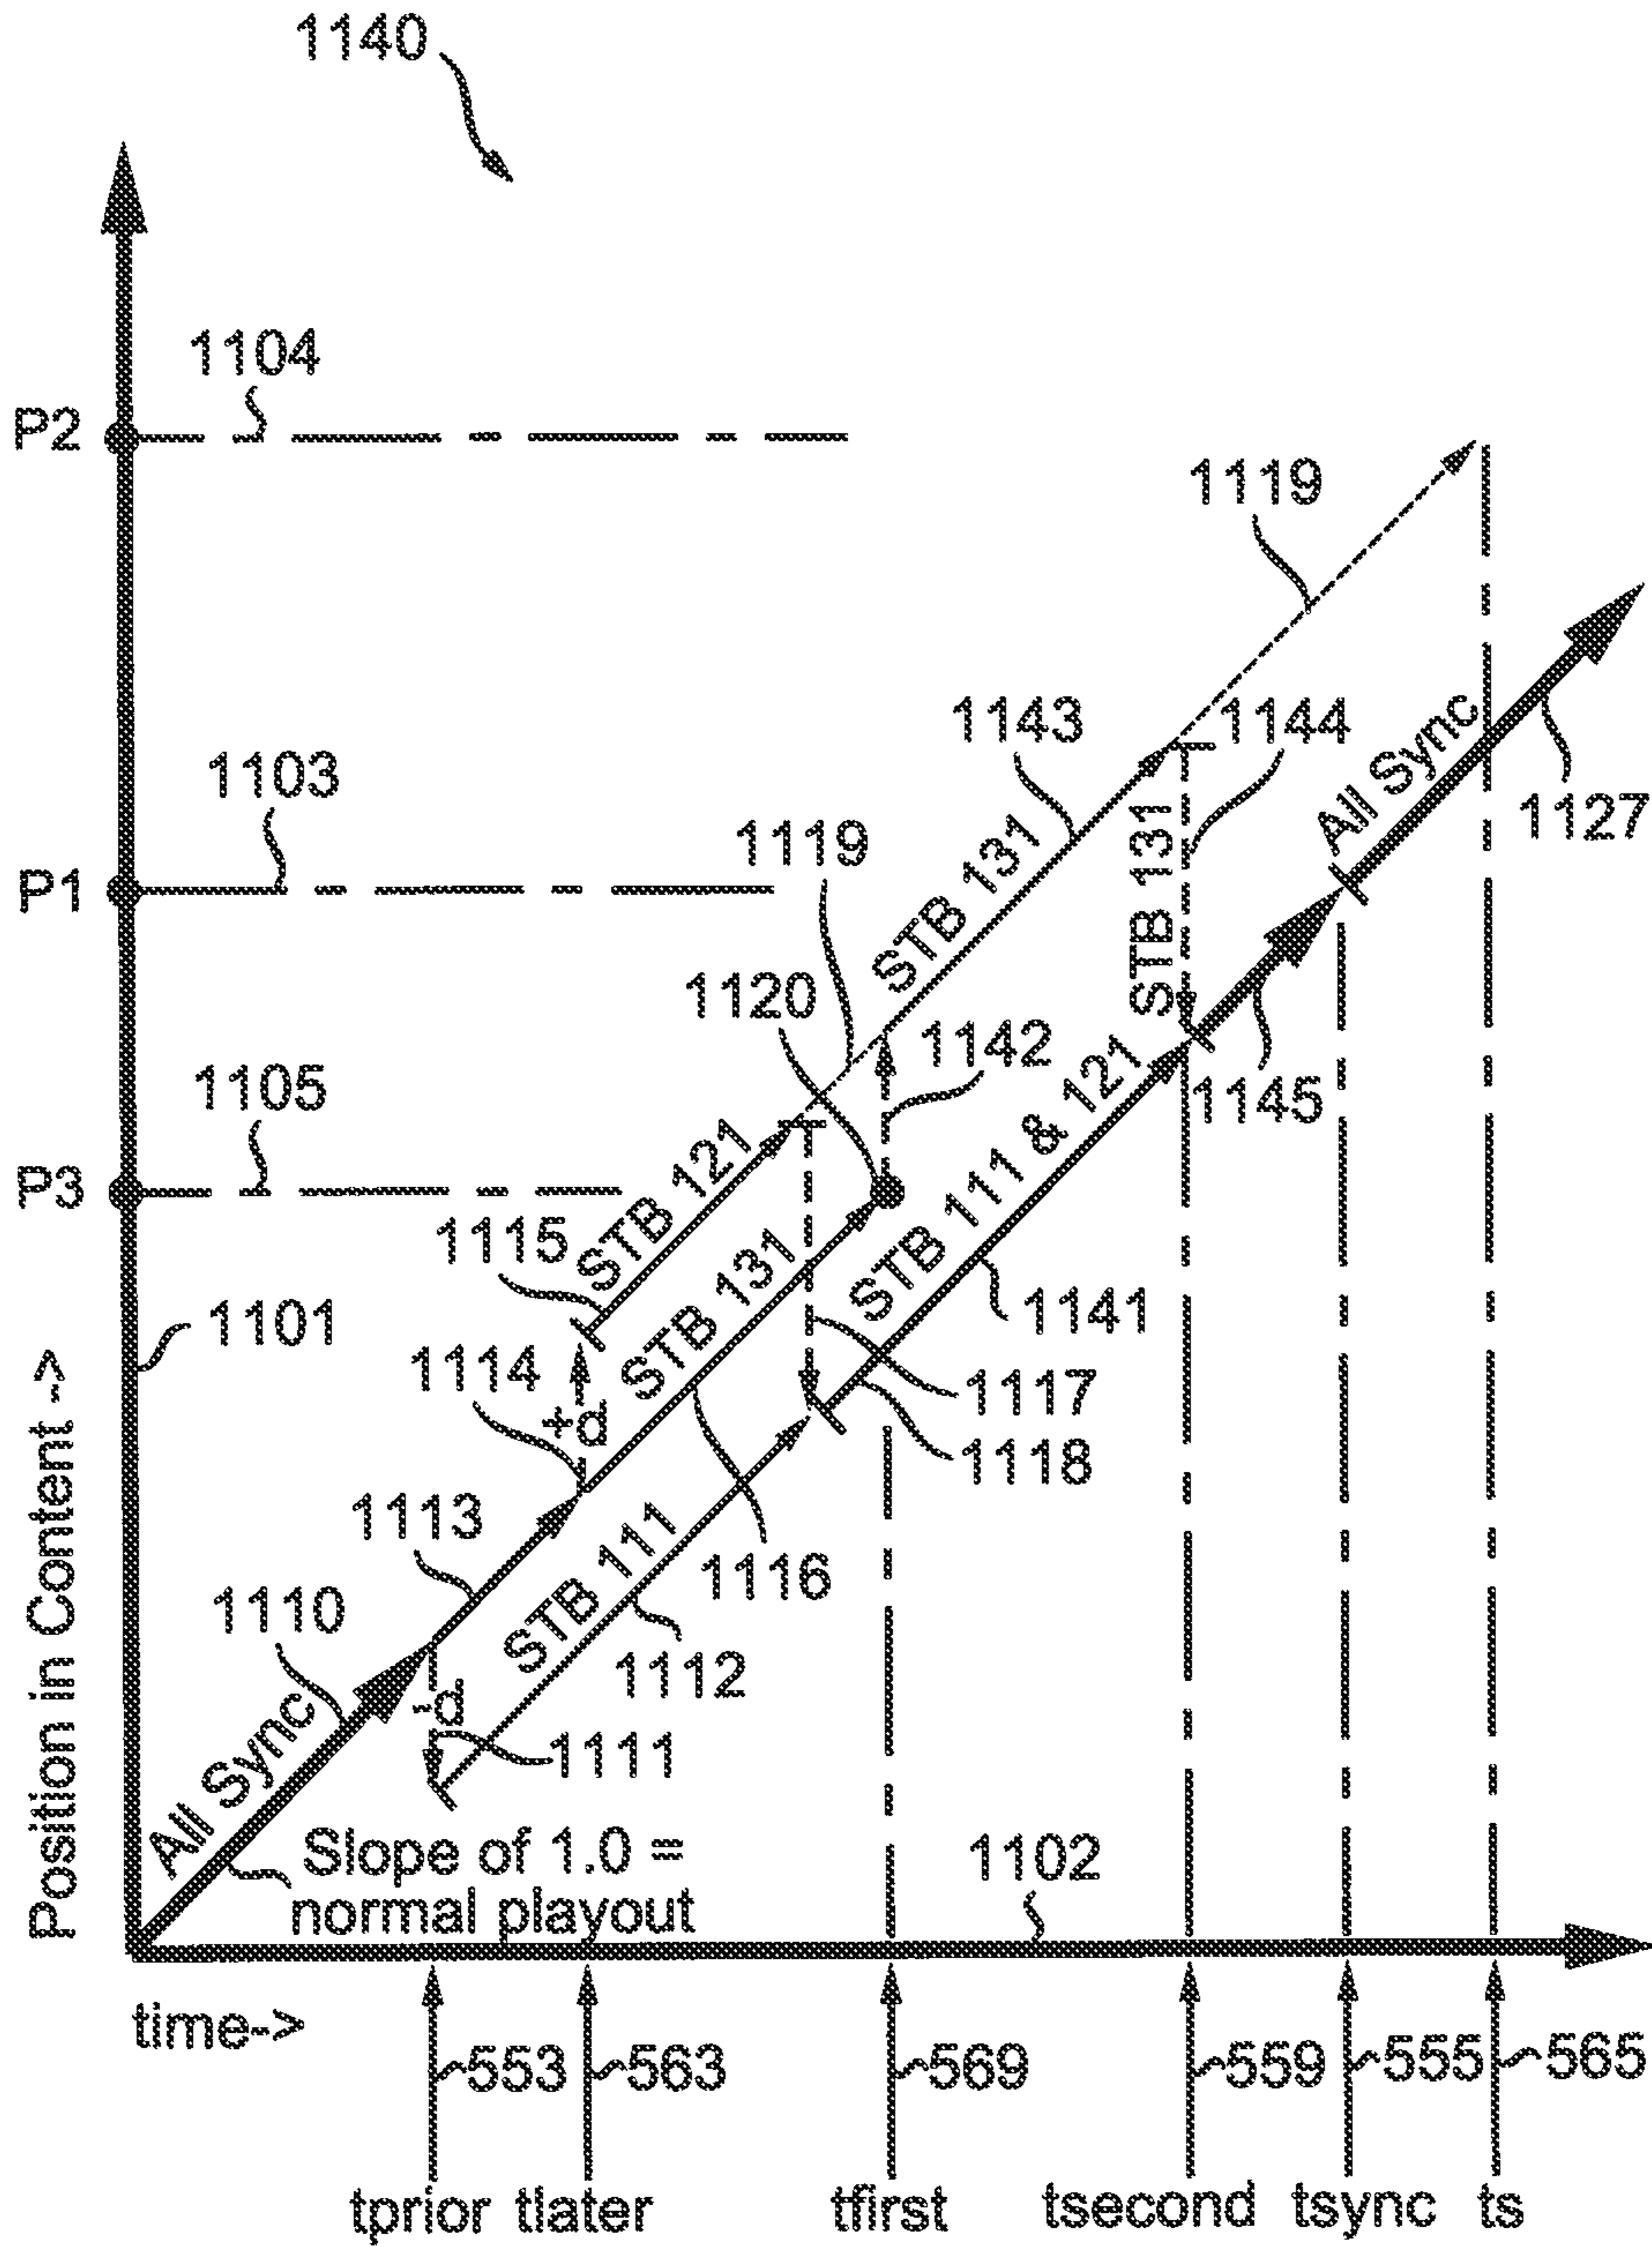 1140
1104
P2
1119
1143
1144
1103
1119
P1
STB 131
STB 131
All Sync
1127
1120
1142
1105
1145
P3
STB 121
1115
STB 131
STB 111 & 121
1101
1141
1114
+d
1117
1118
1113
STB 111
1116
1110
1112
-d
1111
All Sync
Position in Content ->
Slope of 1.0 =
normal playout
1102
time->
553
563
569
559
555
565
tprior
tlater
tfirst
tsecond
tsync
ts